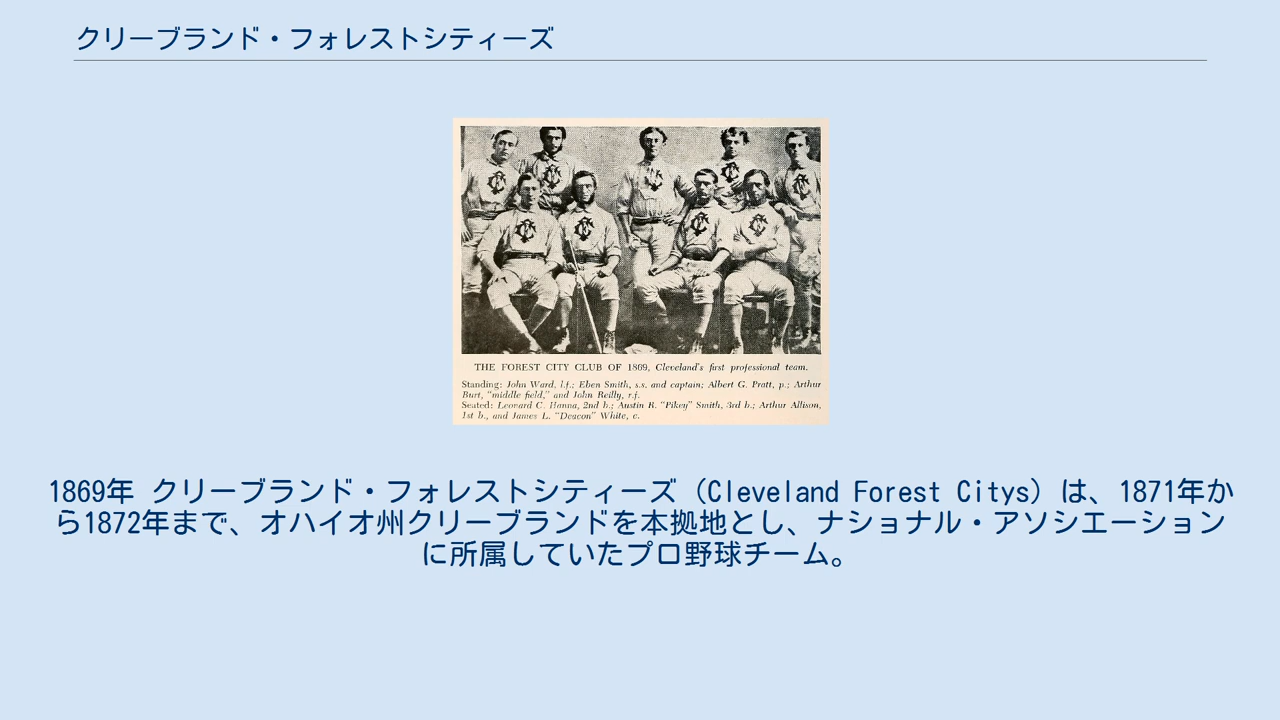 クリーブランド・フォレストシティーズ
THE FOREST CITY CLUB OF 1869, Cleveland's first professional team.
Standing: John Ward, l.f.; Eben Smith, s.s. and captain; Albert G. Pratt, p.; Arthur
Burt, "middle field," and John Reilly, r.f.
Seated: Leonard C. Hanna, 2nd b.; Austin R. "Pikey" Smith, 3rd b.; Arthur Allison,
1st b., and James L. "Deacon" White, c.
1869年 クリーブランド・フォレストシティーズ（Cleveland Forest Citys）は、1871年か
ら1872年まで、オハイオ州クリーブランドを本拠地とし、ナショナル・アソシエーション
に所属していたプロ野球チーム。